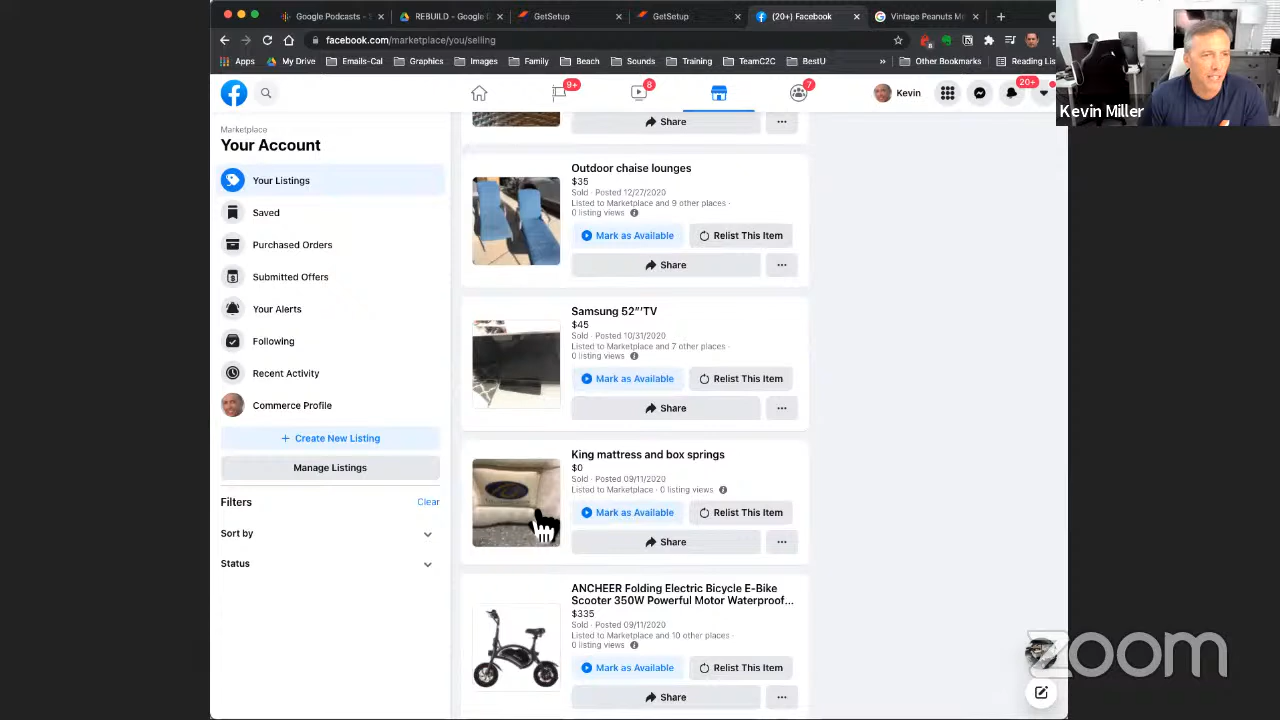 Google Podcasts - 1
REBUILD - Google D
GetSetup
GetSetup
(20+) Facebook
Vintage Peanuts M
facebook.com/marketplace/you/selling
Apps
My Drive
Emails-Cal
Graphics
Images
Family
Beach
Sounds
Training
TeamC2C
BestU
»
Other Bookmarks
Reading List
Kevin Miller
9+
8
7
Kevin
20+
Marketplace
Your Account
Your Listings
Saved
Purchased Orders
Submitted Offers
Your Alerts
Following
Recent Activity
Commerce Profile
+ Create New Listing
Manage Listings
Filters
Clear
Sort by
Status
Share
...
Outdoor chaise lounges
$35
Sold · Posted 12/27/2020
Listed to Marketplace and 9 other places ·
0 listing views
Mark as Available
Relist This Item
Share
...
Samsung 52”’TV
$45
Sold · Posted 10/31/2020
Listed to Marketplace and 7 other places ·
0 listing views
Mark as Available
Relist This Item
Share
...
King mattress and box springs
$0
Sold · Posted 09/11/2020
Listed to Marketplace · 0 listing views
Mark as Available
Relist This Item
Share
...
ANCHEER Folding Electric Bicycle E-Bike
Scooter 350W Powerful Motor Waterproof...
$335
Sold · Posted 09/11/2020
Listed to Marketplace and 10 other places ·
0 listing views
Mark as Available
Relist This Item
Share
...
zoom